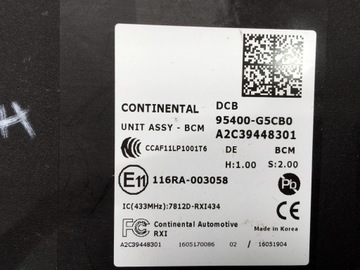 H
CONTINENTAL DCB
UNIT ASSY - BCM 95400-G5CB0
A2C39448301
CCC CCAF11LP1001T6 DE BCM
H:1.00 S:2.00
E11 116RA-003058 Pb
IC(433MHz):7812D-RXI434
FC Continental Automotive CE
RXI Made in Korea
A2C39448301 1605170086 02 / 16051904